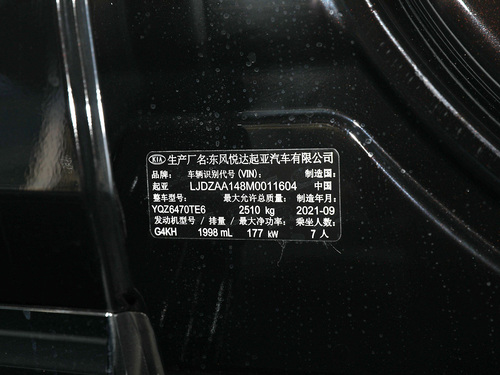 KIA 生产厂名:东风悦达起亚汽车有限公司
品牌: 车辆识别代号(VIN): 制造国:
起亚 LJDZAA148M0011604 中国
整车型号: 最大允许总质量: 制造年月:
YQZ6470TE6 2510 kg 2021-09
发动机型号/排量/最大净功率: 乘坐人数:
G4KH 1998 mL 177 kW 7人